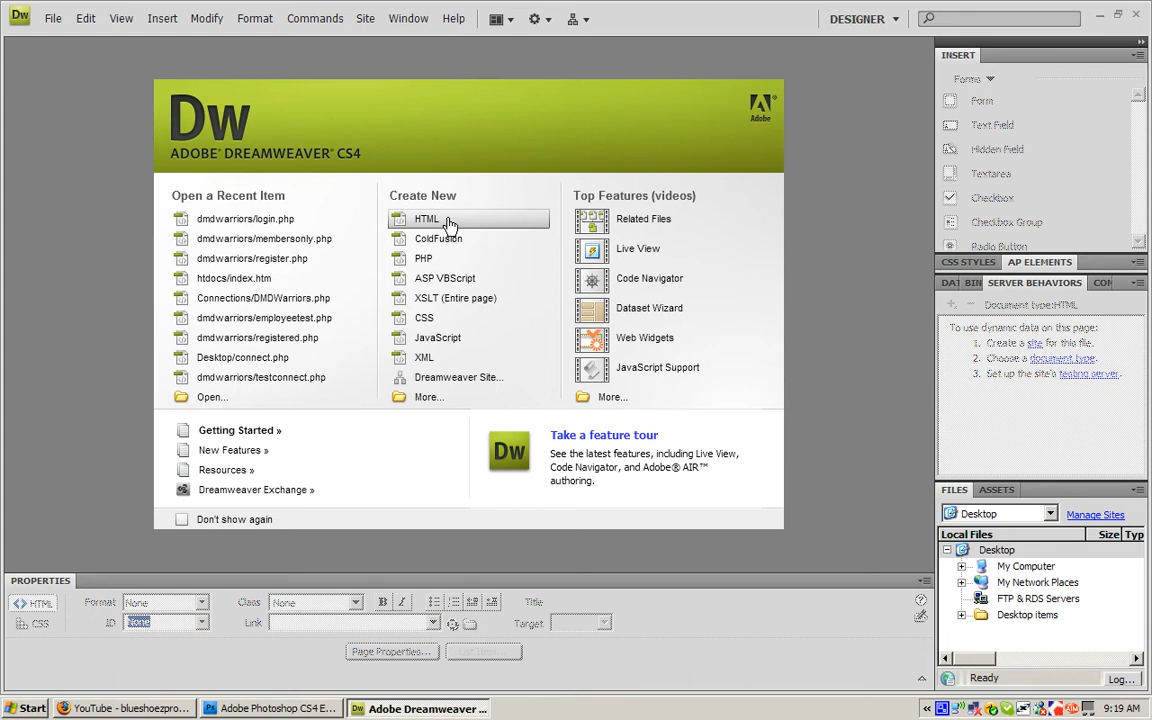 Dw File Edit View Insert Modify Format Commands Site Window Help DESIGNER
INSERT
Forms
Form
Text Field
Hidden Field
Textarea
Checkbox
Checkbox Group
Radio Button
CSS STYLES AP ELEMENTS
DAT BIN SERVER BEHAVIORS CON
Document type:HTML
To use dynamic data on this page:
1. Create a site for this file.
2. Choose a document type.
3. Set up the site's testing server.
Dw
ADOBE® DREAMWEAVER® CS4
Adobe
Open a Recent Item
dmdwarriors/login.php
dmdwarriors/membersonly.php
dmdwarriors/register.php
htdocs/index.htm
Connections/DMDWarriors.php
dmdwarriors/employeetest.php
dmdwarriors/registered.php
Desktop/connect.php
dmdwarriors/testconnect.php
Open...
Create New
HTML
ColdFusion
PHP
ASP VBScript
XSLT (Entire page)
CSS
JavaScript
XML
Dreamweaver Site...
More...
Top Features (videos)
Related Files
Live View
Code Navigator
Dataset Wizard
Web Widgets
JavaScript Support
More...
Getting Started »
New Features »
Resources »
Dreamweaver Exchange »
Dw
Take a feature tour
See the latest features, including Live View,
Code Navigator, and Adobe® AIR™
authoring.
Don't show again
FILES ASSETS
Desktop Manage Sites
Local Files Size Typ
Desktop
My Computer
My Network Places
FTP & RDS Servers
Desktop items
Ready Log...
PROPERTIES
HTML Format None Class None B I Title
CSS ID None Link Target
Page Properties... List Item...
Start YouTube - blueshoezpro... Adobe Photoshop CS4 E... Adobe Dreamweaver ... 9:19 AM